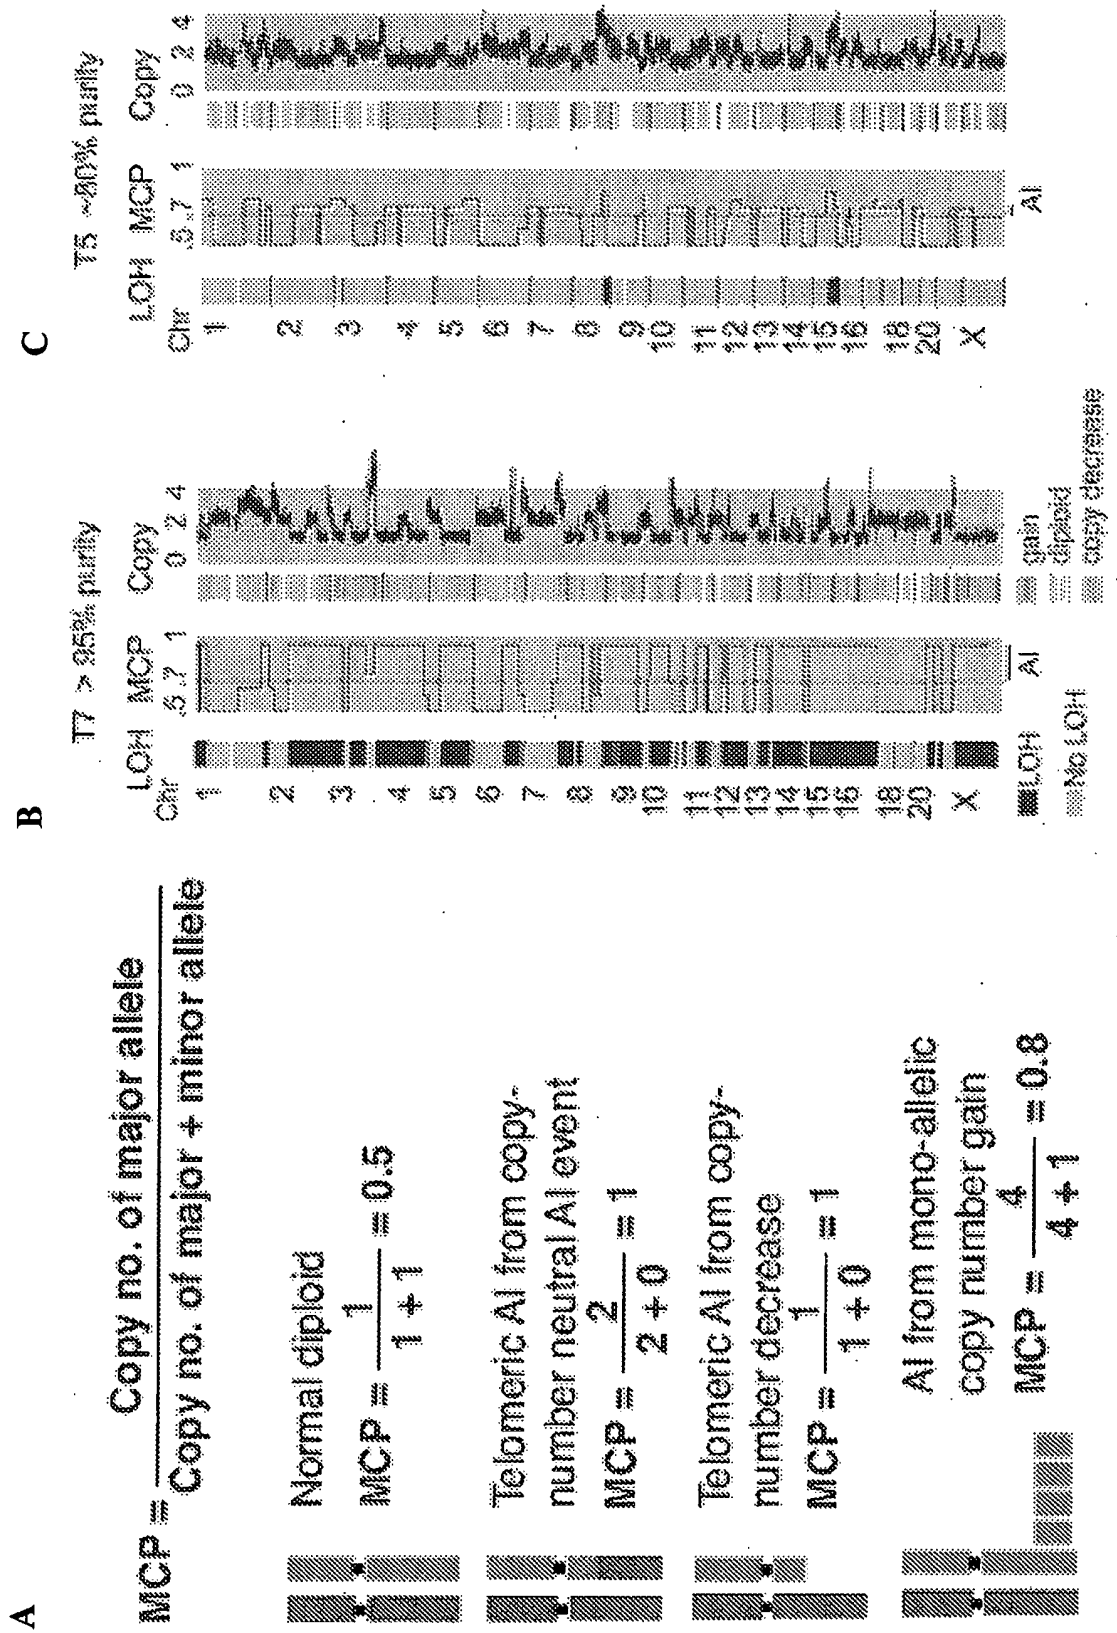 A
MCP = Copy no. of major allele
Copy no. of major + minor allele
Normal diploid
MCP = 1 = 0.5
1 + 1
Telomeric AI from copy-
number neutral AI event
MCP = 2 = 1
2 + 0
Telomeric AI from copy-
number decrease
MCP = 1 = 1
1 + 0
AI from mono-allelic
copy number gain
MCP = 4 = 0.8
4 + 1
B
T7 > 95% purity
LOH MCP Copy
Chr .5 .7 1 0 2 4
1
2
3
4
5
6
7
8
9
10
11
12
13
14
15
16
18
20
X
AI
LOH
No LOH
gain
diploid
copy decrease
C
T5 ~80% purity
LOH MCP Copy
Chr .5 .7 1 0 2 4
1
2
3
4
5
6
7
8
9
10
11
12
13
14
15
16
18
20
X
AI